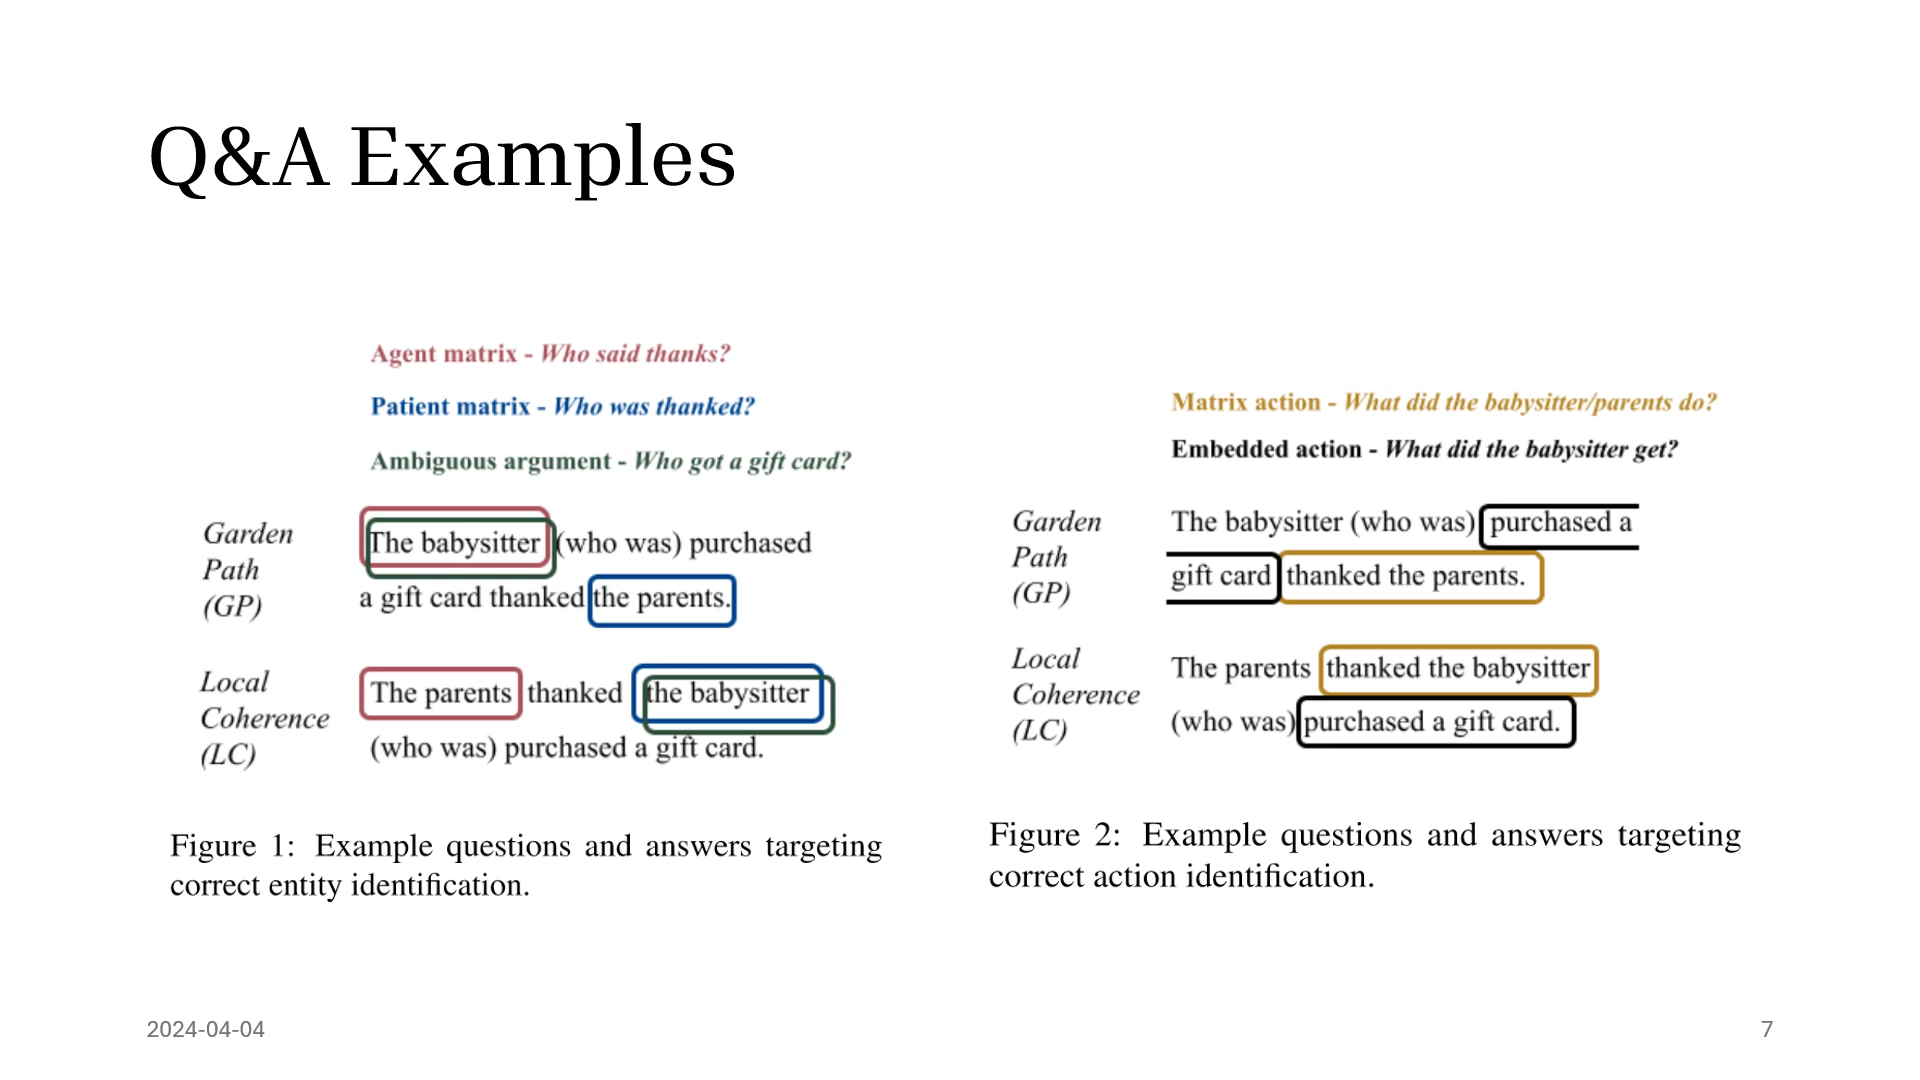 Q&A Examples
Agent matrix - Who said thanks?
Patient matrix - Who was thanked?
Ambiguous argument - Who got a gift card?
Garden
Path
(GP)
The babysitter (who was) purchased
a gift card thanked the parents.
Local
Coherence
(LC)
The parents thanked the babysitter
(who was) purchased a gift card.
Figure 1: Example questions and answers targeting
correct entity identification.
Matrix action - What did the babysitter/parents do?
Embedded action - What did the babysitter get?
Garden
Path
(GP)
The babysitter (who was) purchased a
gift card thanked the parents.
Local
Coherence
(LC)
The parents thanked the babysitter
(who was) purchased a gift card.
Figure 2: Example questions and answers targeting
correct action identification.
2024-04-04
7